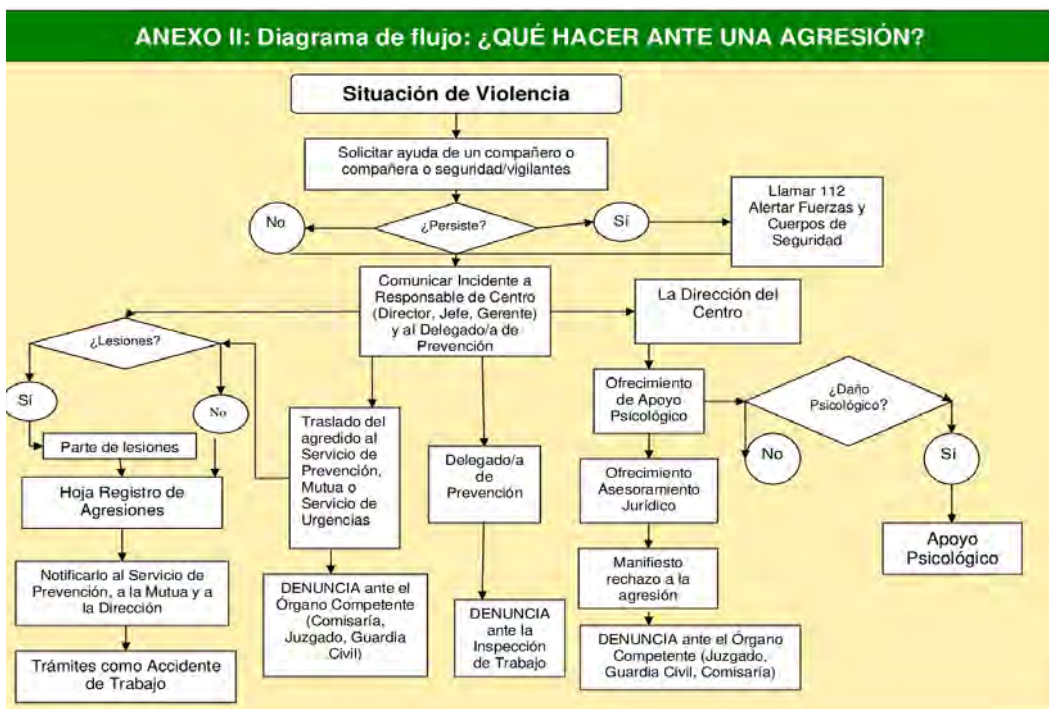 ANEXO II: Diagrama de flujo: ¿QUÉ HACER ANTE UNA AGRESIÓN?
Situación de Violencia
Solicitar ayuda de un compañero o
compañera o seguridad/vigilantes
No
¿Persiste?
Sí
Llamar 112
Alertar Fuerzas y
Cuerpos de
Seguridad
Comunicar Incidente a
Responsable de Centro
(Director, Jefe, Gerente)
y al Delegado/a de
Prevención
La Dirección del
Centro
¿Lesiones?
Sí
No
Parte de lesiones
Hoja Registro de
Agresiones
Notificarlo al Servicio de
Prevención, a la Mutua y a
la Dirección
Trámites como Accidente
de Trabajo
Traslado del
agredido al
Servicio de
Prevención,
Mutua o
Servicio de
Urgencias
DENUNCIA ante el
Órgano Competente
(Comisaría,
Juzgado, Guardia
Civil)
Delegado/a
de
Prevención
DENUNCIA
ante la
Inspección
de Trabajo
Ofrecimiento
de Apoyo
Psicológico
Ofrecimiento
Asesoramiento
Jurídico
Manifiesto
rechazo a la
agresión
DENUNCIA ante el Órgano
Competente (Juzgado,
Guardia Civil, Comisaría)
¿Daño
Psicológico?
No
Sí
Apoyo
Psicológico